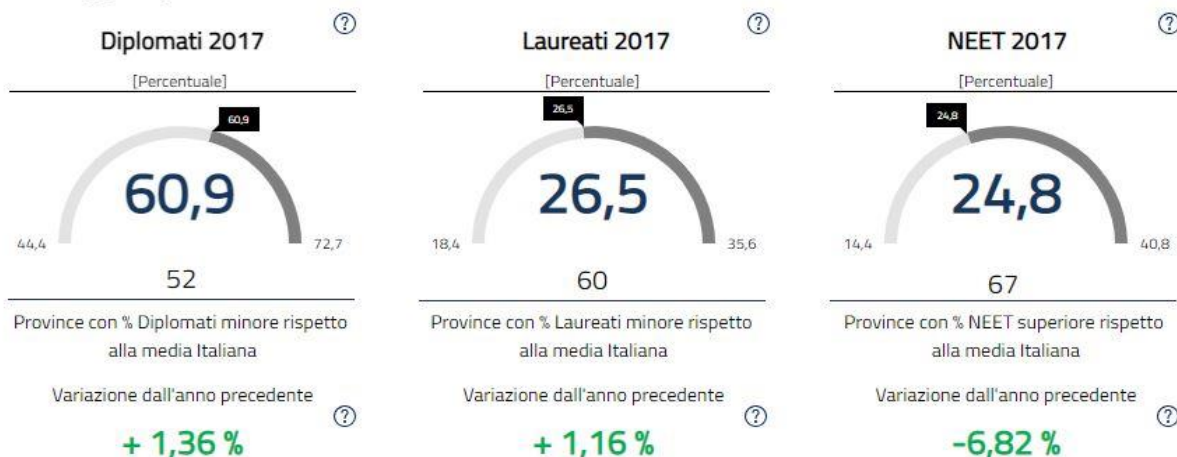 Diplomati 2017
?
[Percentuale]
60,9
60,9
44,4
72,7
52
Province con % Diplomati minore rispetto
alla media Italiana
Variazione dall'anno precedente
?
+ 1,36 %
Laureati 2017
?
[Percentuale]
26,5
26,5
18,4
35,6
60
Province con % Laureati minore rispetto
alla media Italiana
Variazione dall'anno precedente
?
+ 1,16 %
NEET 2017
?
[Percentuale]
24,8
24,8
14,4
40,8
67
Province con % NEET superiore rispetto
alla media Italiana
Variazione dall'anno precedente
?
-6,82 %